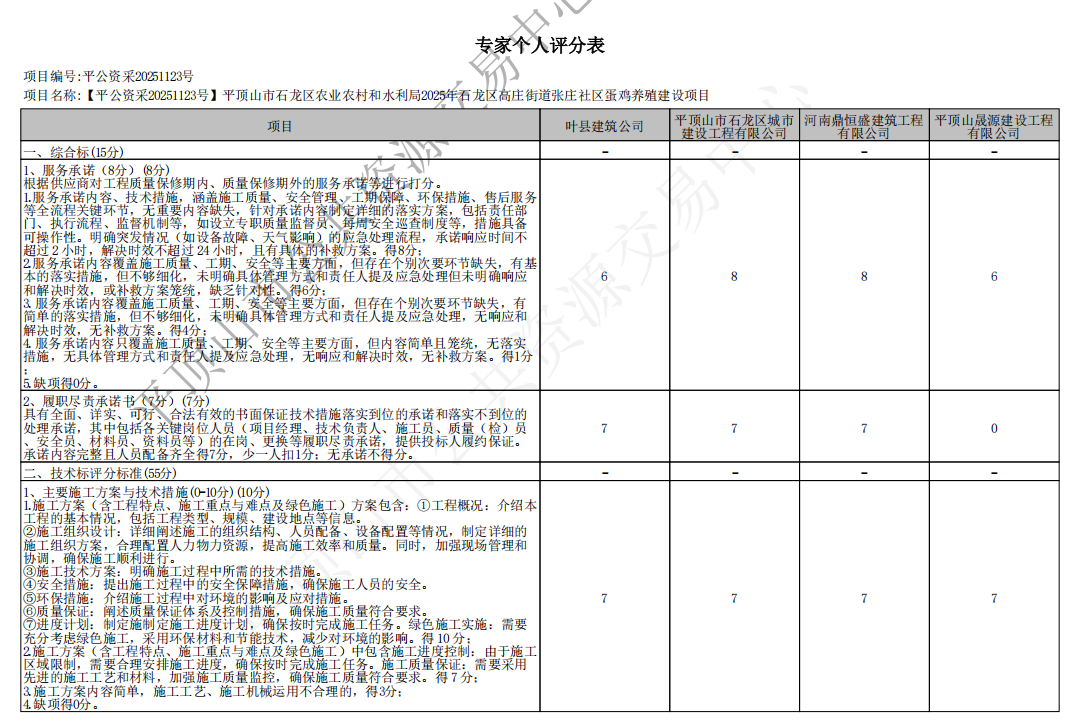 专家个人评分表
项目编号:平公资采20251123号
项目名称:【平公资采20251123号】平顶山市石龙区农业农村和水利局2025年石龙区高庄街道张庄社区蛋鸡养殖建设项目
项目
叶县建筑公司
平顶山市石龙区城市
建设工程有限公司
河南鼎恒盛建筑工程
有限公司
平顶山晟源建设工程
有限公司
一、综合标(15分)
-
-
-
-
1、服务承诺（8分）(8分)
根据供应商对工程质量保修期内、质量保修期外的服务承诺等进行打分。
1.服务承诺内容、技术措施，涵盖施工质量、安全管理、工期保障、环保措施、售后服务
等全流程关键环节，无重要内容缺失，针对承诺内容制定详细的落实方案，包括责任部
门、执行流程、监督机制等，如设立专职质量监督员、每周安全巡查制度等，措施具备
可操作性。明确突发情况（如设备故障、天气影响）的应急处理流程，承诺响应时间不
超过 2 小时，解决时效不超过 24 小时，且有具体的补救方案。得8分；
2.服务承诺内容覆盖施工质量、工期、安全等主要方面，但存在个别次要环节缺失，有基
本的落实措施，但不够细化，未明确具体管理方式和责任人提及应急处理但未明确响应
和解决时效，或补救方案笼统，缺乏针对性。得6分；
3. 服务承诺内容覆盖施工质量、工期、安全等主要方面，但存在个别次要环节缺失，有
简单的落实措施，但不够细化，未明确具体管理方式和责任人提及应急处理，无响应和
解决时效，无补救方案。得4分；
4. 服务承诺内容只覆盖施工质量、工期、安全等主要方面，但内容简单且笼统，无落实
措施，无具体管理方式和责任人提及应急处理，无响应和解决时效，无补救方案。得1分
；
5.缺项得0分。
6
8
8
6
2、履职尽责承诺书（7分）(7分)
具有全面、详实、可行、合法有效的书面保证技术措施落实到位的承诺和落实不到位的
处理承诺，其中包括各关键岗位人员（项目经理、技术负责人、施工员、质量（检）员
、安全员、材料员、资料员等）的在岗、更换等履职尽责承诺，提供投标人履约保证。
承诺内容完整且人员配备齐全得7分，少一人扣1分；无承诺不得分。
7
7
7
0
二、技术标评分标准(55分)
-
-
-
-
1、主要施工方案与技术措施(0-10分)(10分)
1.施工方案（含工程特点、施工重点与难点及绿色施工）方案包含：①工程概况：介绍本
工程的基本情况，包括工程类型、规模、建设地点等信息。
②施工组织设计：详细阐述施工的组织结构、人员配备、设备配置等情况，制定详细的
施工组织方案，合理配置人力物力资源，提高施工效率和质量。同时，加强现场管理和
协调，确保施工顺利进行。
③施工技术方案：明确施工过程中所需的技术措施。
④安全措施：提出施工过程中的安全保障措施，确保施工人员的安全。
⑤环保措施：介绍施工过程中对环境的影响及应对措施。
⑥质量保证：阐述质量保证体系及控制措施，确保施工质量符合要求。
⑦进度计划：制定施制定施工进度计划，确保按时完成施工任务。绿色施工实施：需要
充分考虑绿色施工，采用环保材料和节能技术，减少对环境的影响。得 10 分；
2.施工方案（含工程特点、施工重点与难点及绿色施工）中包含施工进度控制：由于施工
区域限制，需要合理安排施工进度，确保按时完成施工任务。施工质量保证：需要采用
先进的施工工艺和材料，加强施工质量监控，确保施工质量符合要求。得 7 分；
3.施工方案内容简单，施工工艺、施工机械运用不合理的，得3分；
4.缺项得0分。
7
7
7
7
平顶山市公共资源交易中心
平顶山市公共资源交易中心